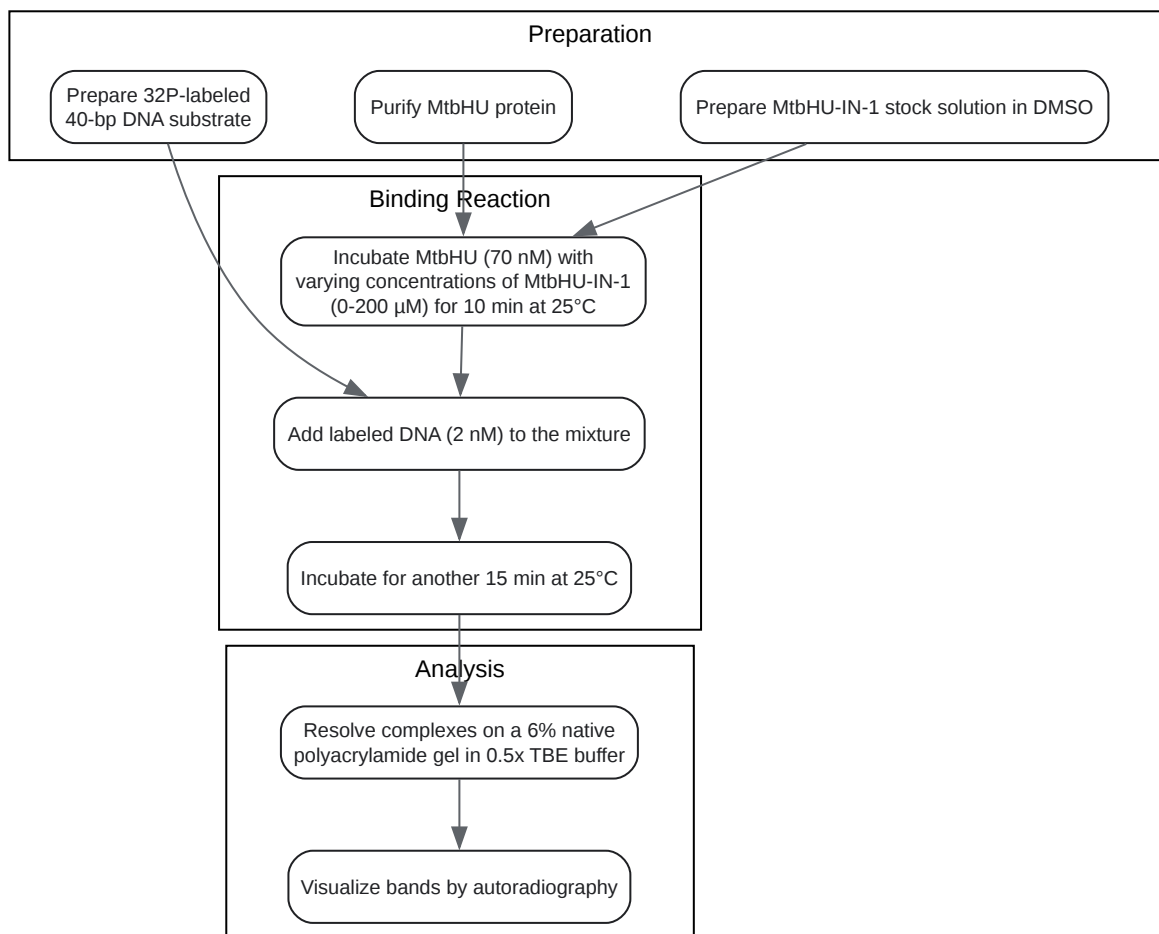 Preparation
Prepare 32P-labeled
40-bp DNA substrate
Purify MtbHU protein
Prepare MtbHU-IN-1 stock solution in DMSO
Binding Reaction
Incubate MtbHU (70 nM) with
varying concentrations of MtbHU-IN-1
(0-200 µM) for 10 min at 25°C
Add labeled DNA (2 nM) to the mixture
Incubate for another 15 min at 25°C
Analysis
Resolve complexes on a 6% native
polyacrylamide gel in 0.5x TBE buffer
Visualize bands by autoradiography